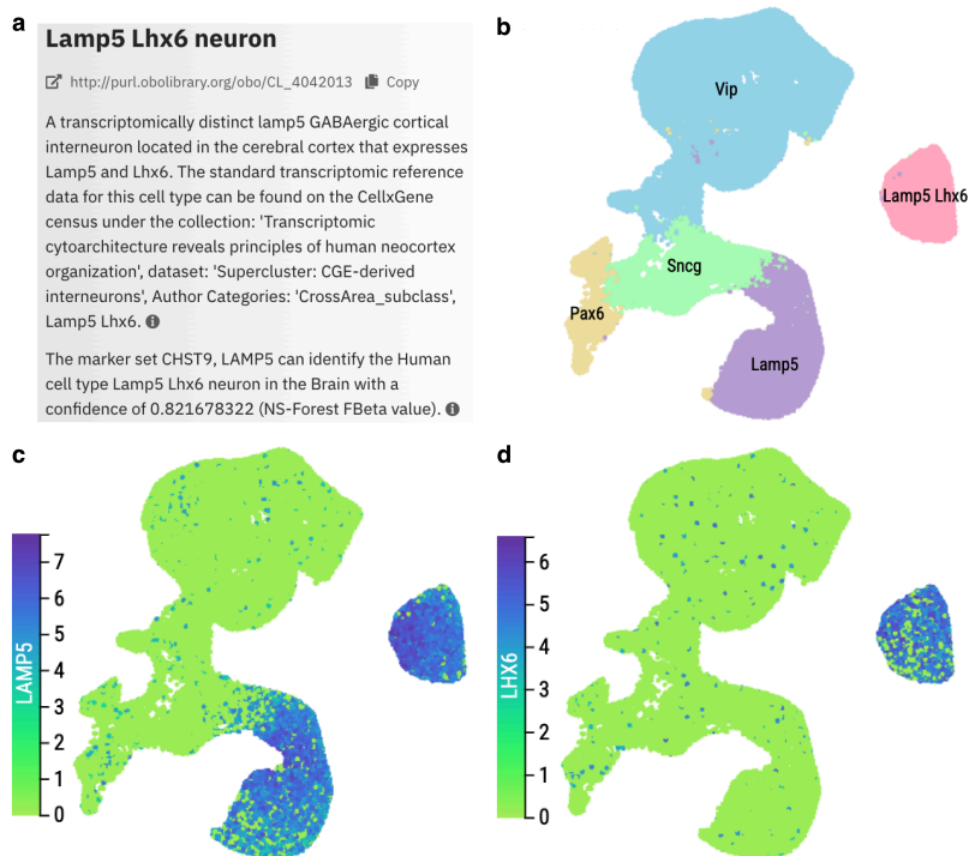 a
Lamp5 Lhx6 neuron
http://purl.obolibrary.org/obo/CL_4042013 Copy
A transcriptomically distinct lamp5 GABAergic cortical
interneuron located in the cerebral cortex that expresses
Lamp5 and Lhx6. The standard transcriptomic reference
data for this cell type can be found on the CellxGene
census under the collection: 'Transcriptomic
cytoarchitecture reveals principles of human neocortex
organization', dataset: 'Supercluster: CGE-derived
interneurons', Author Categories: 'CrossArea_subclass',
Lamp5 Lhx6.
The marker set CHST9, LAMP5 can identify the Human
cell type Lamp5 Lhx6 neuron in the Brain with a
confidence of 0.821678322 (NS-Forest FBeta value).
b
Vip
Lamp5 Lhx6
Sncg
Pax6
Lamp5
c
LAMP5
7
6
5
4
3
2
1
0
d
LHX6
6
5
4
3
2
1
0